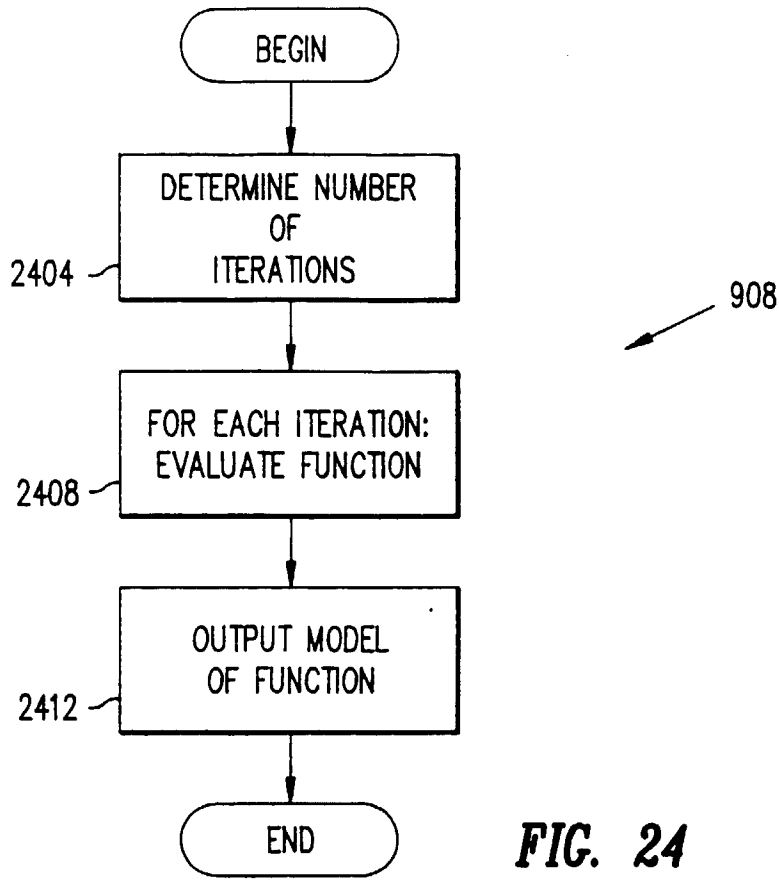 BEGIN
DETERMINE NUMBER
OF
ITERATIONS
2404
908
FOR EACH ITERATION:
EVALUATE FUNCTION
2408
OUTPUT MODEL
OF FUNCTION
2412
END
FIG. 24